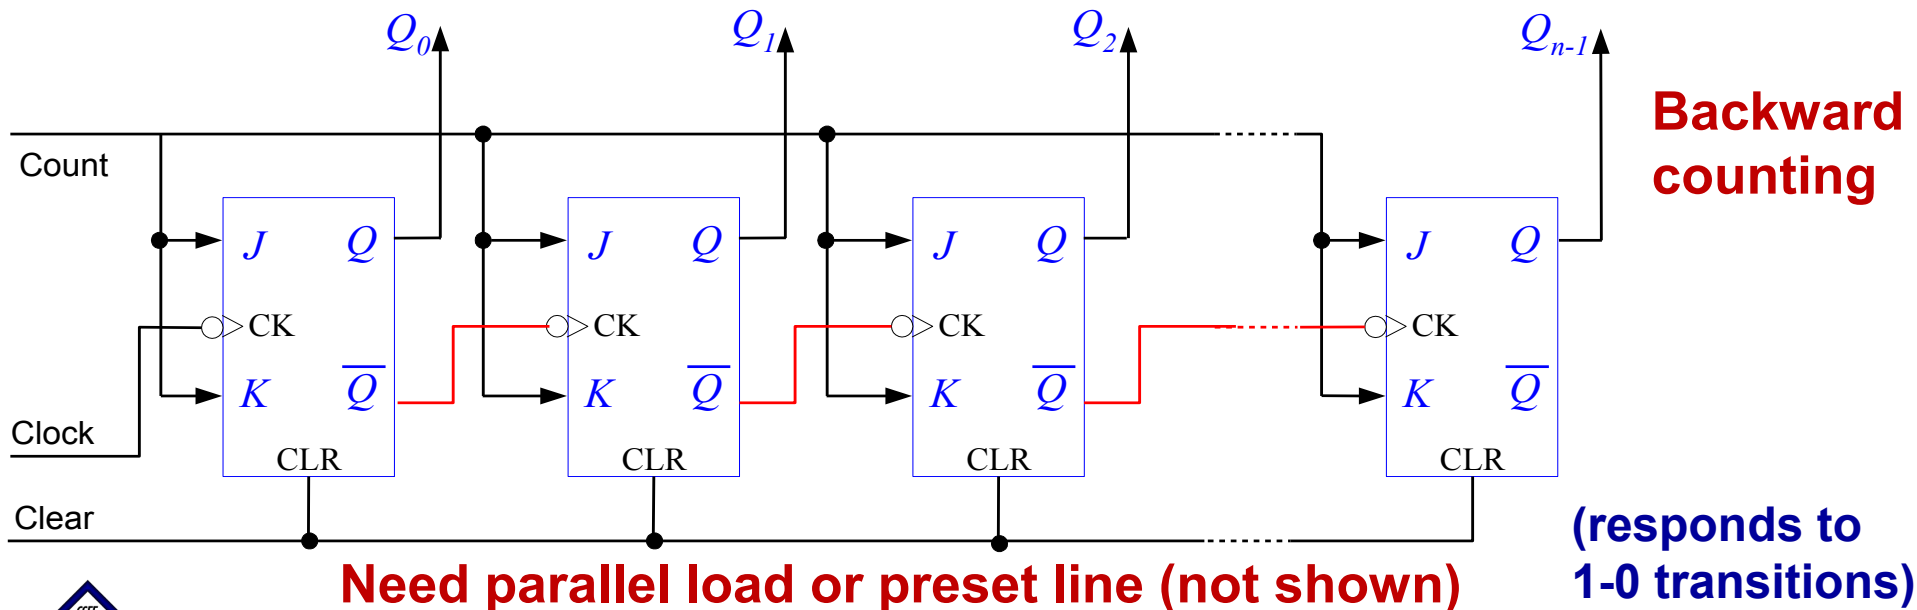 Q0 Q1 Q2 Qn-1
Backward
counting
Count
J Q J Q J Q J Q
CK CK CK CK
K Q̅ K Q̅ K Q̅ K Q̅
Clock
CLR CLR CLR CLR
Clear
(responds to
1-0 transitions)
Need parallel load or preset line (not shown)